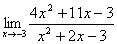 lim x→-3 (4x² + 11x - 3)/(x² + 2x - 3)